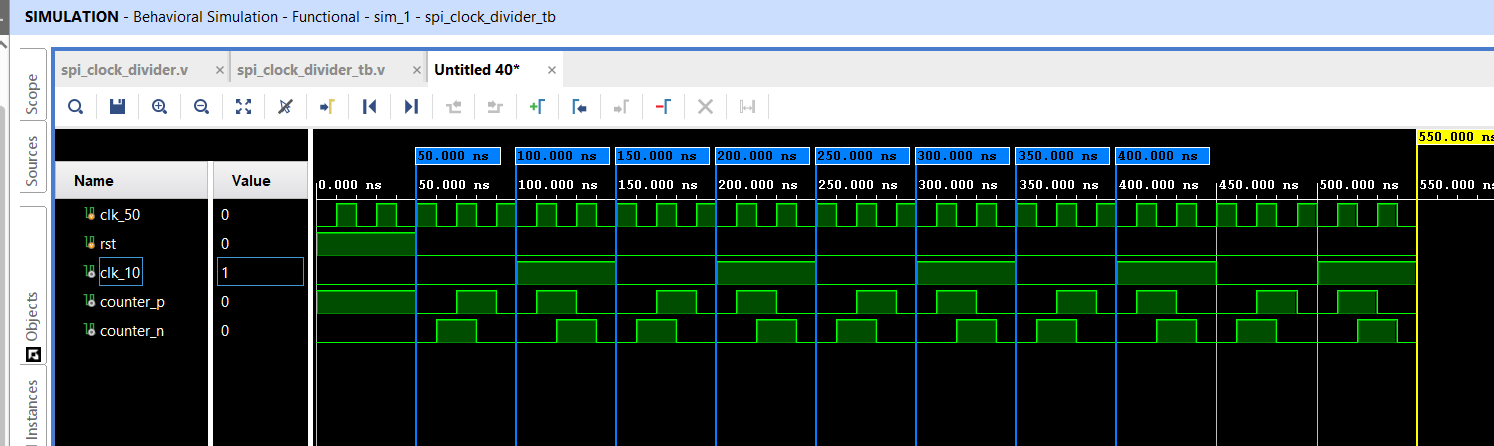 SIMULATION - Behavioral Simulation - Functional - sim_1 - spi_clock_divider_tb
spi_clock_divider.v × spi_clock_divider_tb.v × Untitled 40* ×
Scope
Sources
Objects
Instances
550.000 ns
50.000 ns 100.000 ns 150.000 ns 200.000 ns 250.000 ns 300.000 ns 350.000 ns 400.000 ns
Name Value
0.000 ns 50.000 ns 100.000 ns 150.000 ns 200.000 ns 250.000 ns 300.000 ns 350.000 ns 400.000 ns 450.000 ns 500.000 ns 550.000 ns
clk_50 0
rst 0
clk_10 1
counter_p 0
counter_n 0